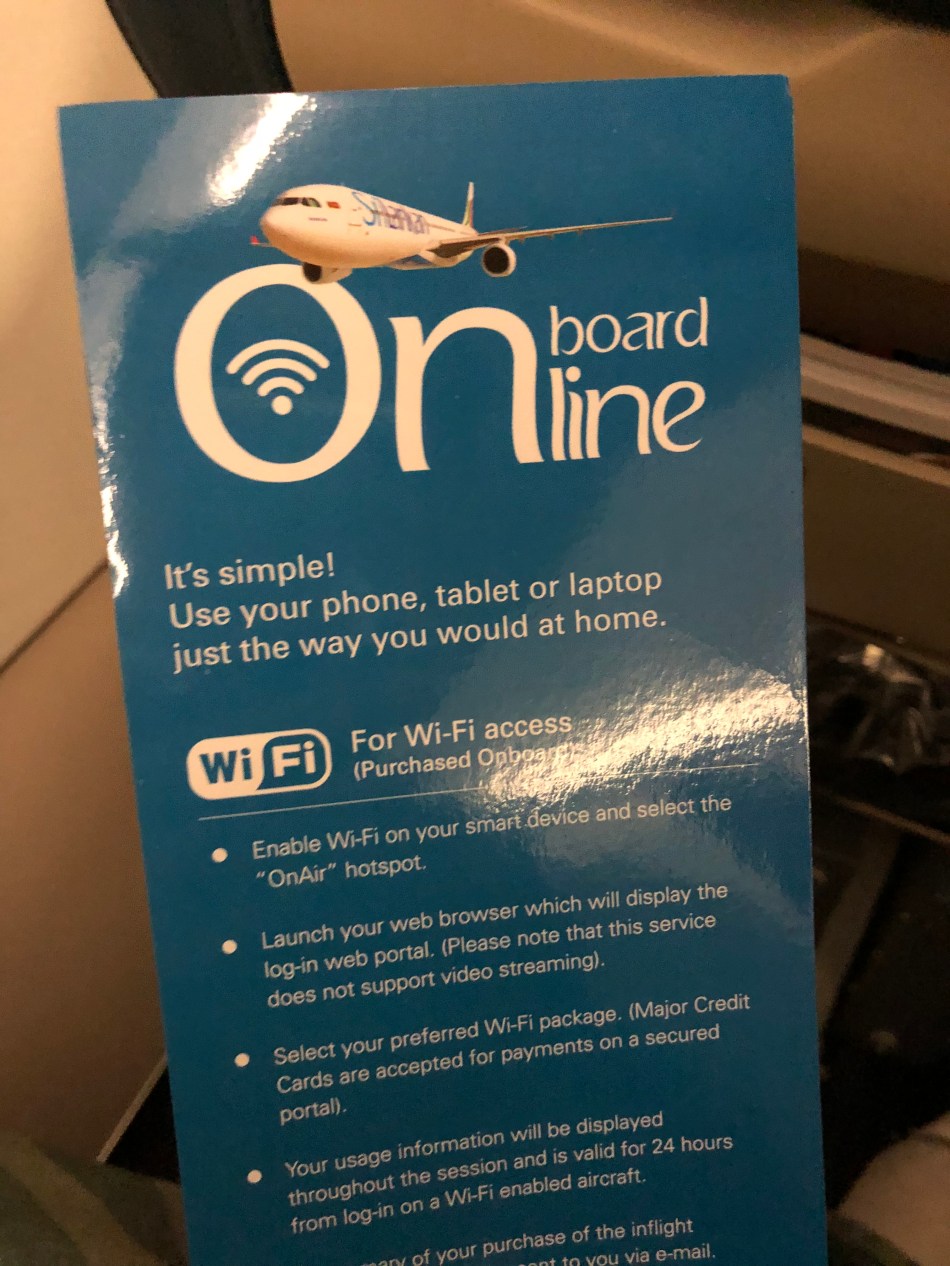 SriLankan
On board
line
It's simple!
Use your phone, tablet or laptop
just the way you would at home.
WiFi For Wi-Fi access
(Purchased Onboard)
Enable Wi-Fi on your smart device and select the
“OnAir” hotspot.
Launch your web browser which will display the
log-in web portal. (Please note that this service
does not support video streaming).
Select your preferred Wi-Fi package. (Major Credit
Cards are accepted for payments on a secured
portal).
Your usage information will be displayed
throughout the session and is valid for 24 hours
from log-in on a Wi-Fi enabled aircraft.
of your purchase of the inflight
to you via e-mail.